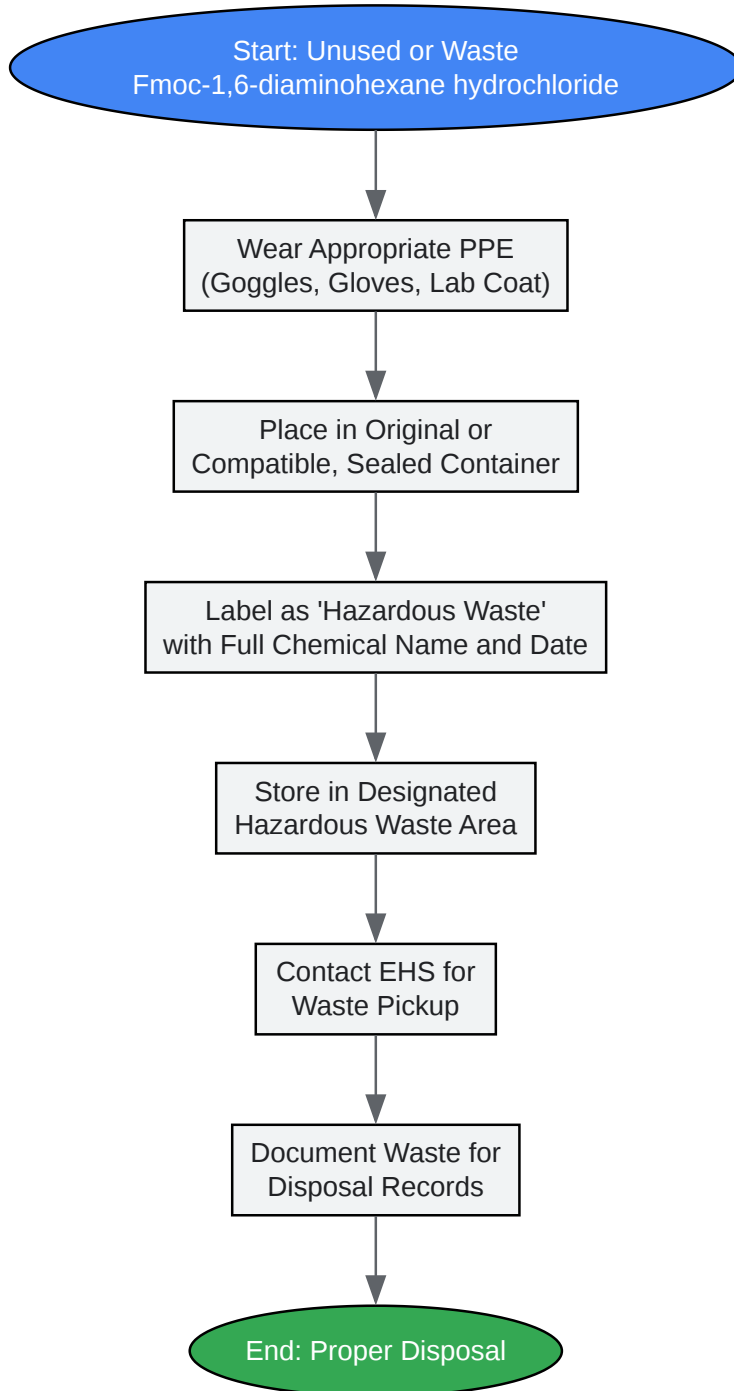 Start: Unused or Waste
Fmoc-1,6-diaminohexane hydrochloride
Wear Appropriate PPE
(Goggles, Gloves, Lab Coat)
Place in Original or
Compatible, Sealed Container
Label as 'Hazardous Waste'
with Full Chemical Name and Date
Store in Designated
Hazardous Waste Area
Contact EHS for
Waste Pickup
Document Waste for
Disposal Records
End: Proper Disposal